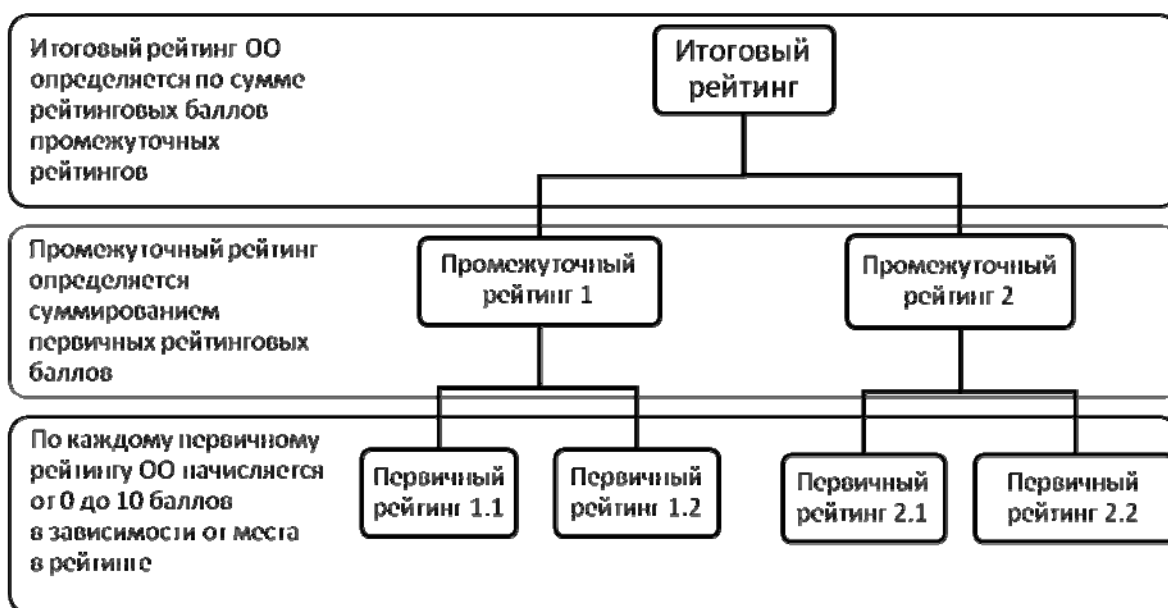 Итоговый рейтинг ОО
определяется по сумме
рейтинговых баллов
промежуточных
рейтингов
Итоговый
рейтинг
Промежуточный рейтинг
определяется
суммированием
первичных рейтинговых
баллов
Промежуточный
рейтинг 1
Промежуточный
рейтинг 2
По каждому первичному
рейтингу ОО начисляется
от 0 до 10 баллов
в зависимости от места
в рейтинге
Первичный
рейтинг 1.1
Первичный
рейтинг 1.2
Первичный
рейтинг 2.1
Первичный
рейтинг 2.2